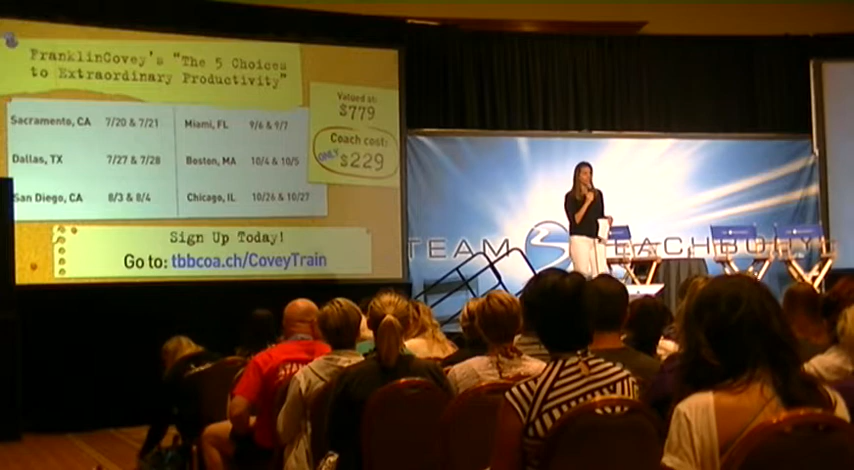 FranklinCovey's "The 5 Choices
to Extraordinary Productivity"
Valued at:
$779
Coach cost:
ONLY $229
Sacramento, CA 7/20 & 7/21 Miami, FL 9/6 & 9/7
Dallas, TX 7/27 & 7/28 Boston, MA 10/4 & 10/5
San Diego, CA 8/3 & 8/4 Chicago, IL 10/26 & 10/27
Sign Up Today!
Go to: tbbcoa.ch/CoveyTrain
TEAM BEACHBODY